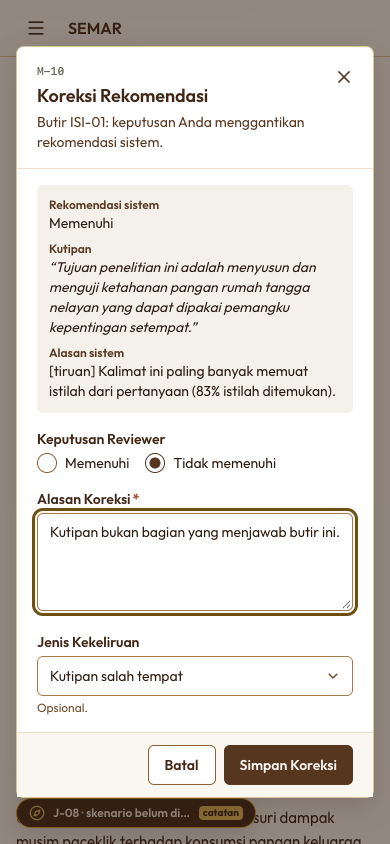 SEMAR
M-10
Koreksi Rekomendasi
Butir ISI-01: keputusan Anda menggantikan
rekomendasi sistem.
Rekomendasi sistem
Memenuhi
Kutipan
“Tujuan penelitian ini adalah menyusun dan
menguji ketahanan pangan rumah tangga
nelayan yang dapat dipakai pemangku
kepentingan setempat.”
Alasan sistem
[tiruan] Kalimat ini paling banyak memuat
istilah dari pertanyaan (83% istilah ditemukan).
Keputusan Reviewer
Memenuhi Tidak memenuhi
Alasan Koreksi *
Kutipan bukan bagian yang menjawab butir ini.
Jenis Kekeliruan
Kutipan salah tempat
Opsional.
Batal Simpan Koreksi
J-08 · skenario belum di... catatan
suri dampak
musim paceklik terhadap konsumsi pangan keluarga